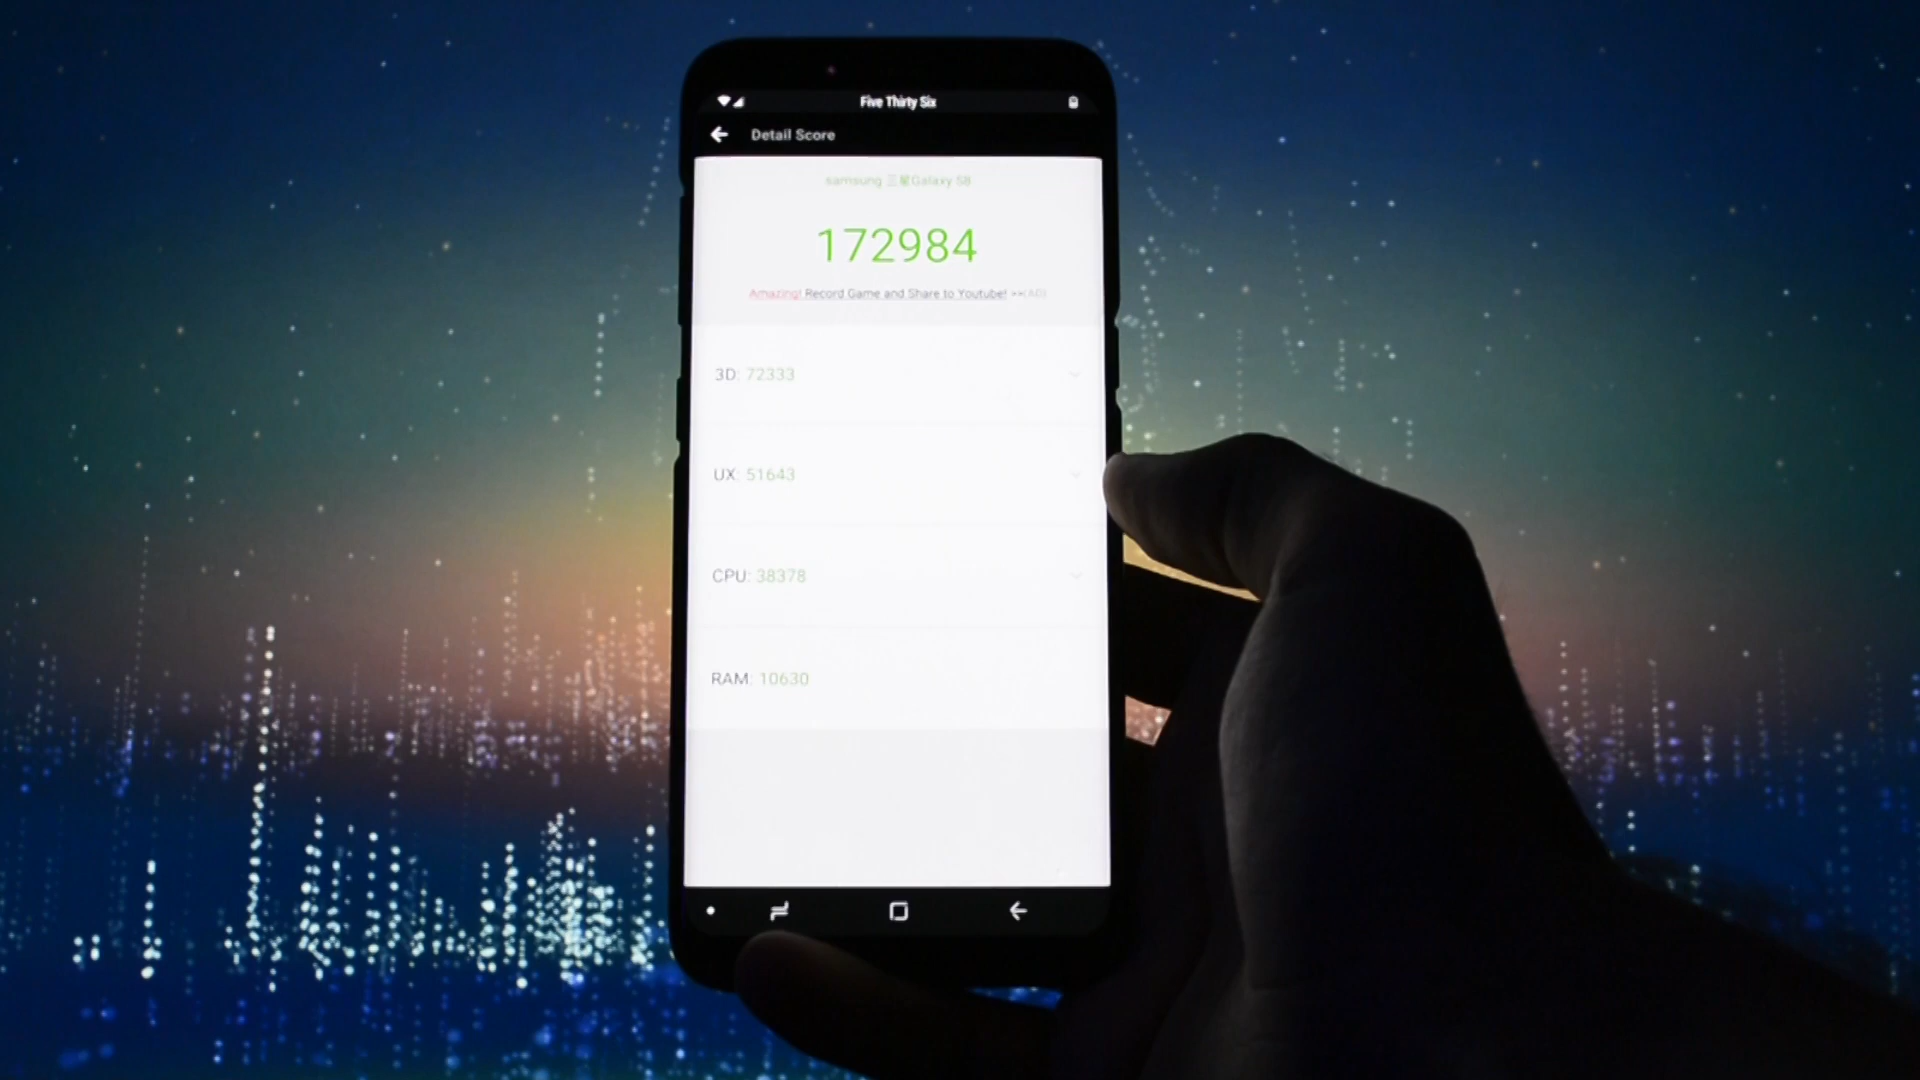 Five Thirty Six
Detail Score
samsung 三星Galaxy S8
172984
Amazing! Record Game and Share to Youtube! >>(AD)
3D: 72333
UX: 51643
CPU: 38378
RAM: 10630